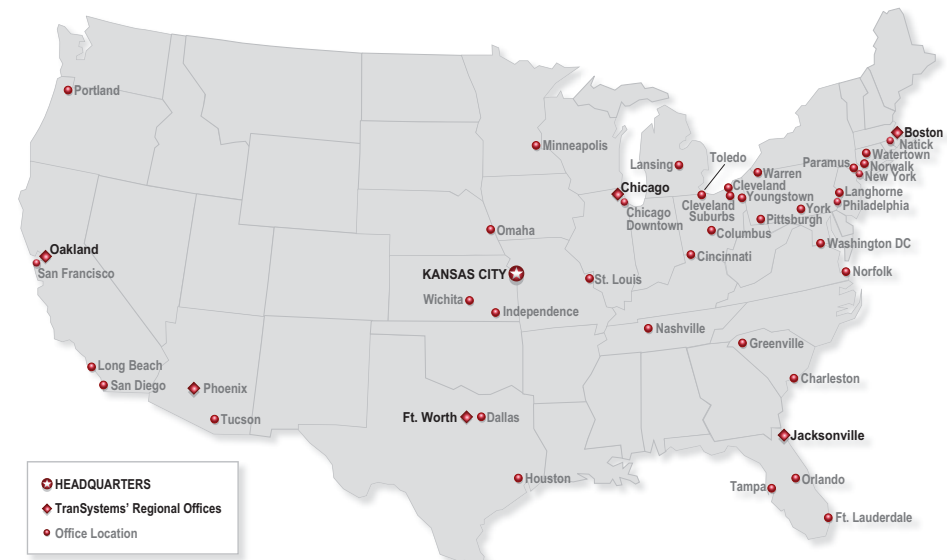 Portland
Minneapolis
Boston
Natick
Watertown
Norwalk
New York
Paramus
Toledo
Lansing
Warren
Chicago
Cleveland
Youngstown
Langhorne
Philadelphia
Chicago
Downtown
Cleveland
Suburbs
York
Pittsburgh
Columbus
Omaha
Washington DC
Oakland
San Francisco
Cincinnati
KANSAS CITY
St. Louis
Norfolk
Wichita
Independence
Nashville
Greenville
Long Beach
San Diego
Phoenix
Charleston
Tucson
Ft. Worth
Dallas
Jacksonville
Houston
Orlando
Tampa
Ft. Lauderdale
HEADQUARTERS
TranSystems' Regional Offices
Office Location